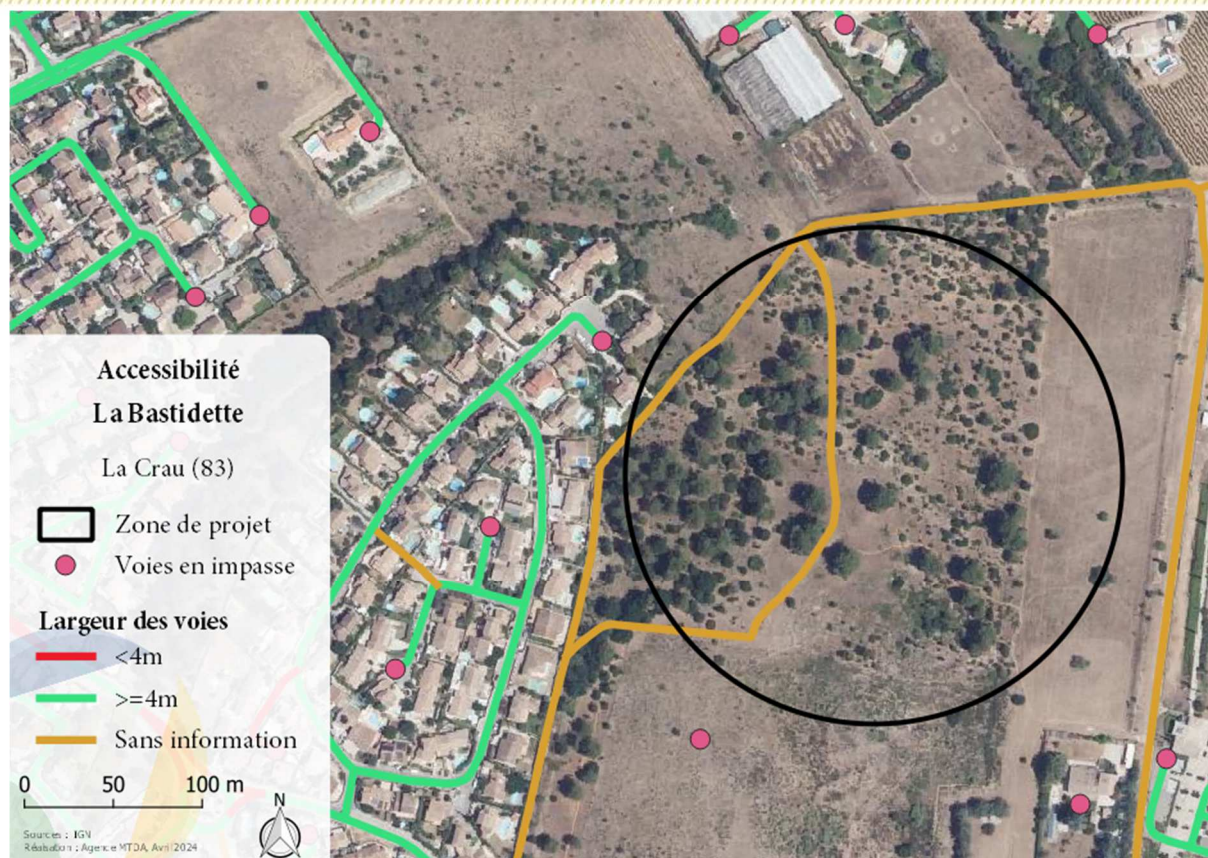 Accessibilité
La Bastidette
La Crau (83)
Zone de projet
Voies en impasse
Largeur des voies
<4m
>=4m
Sans information
0 50 100 m
N
Sources : IGN
Réalisation : Agence MTDA, Avril 2024